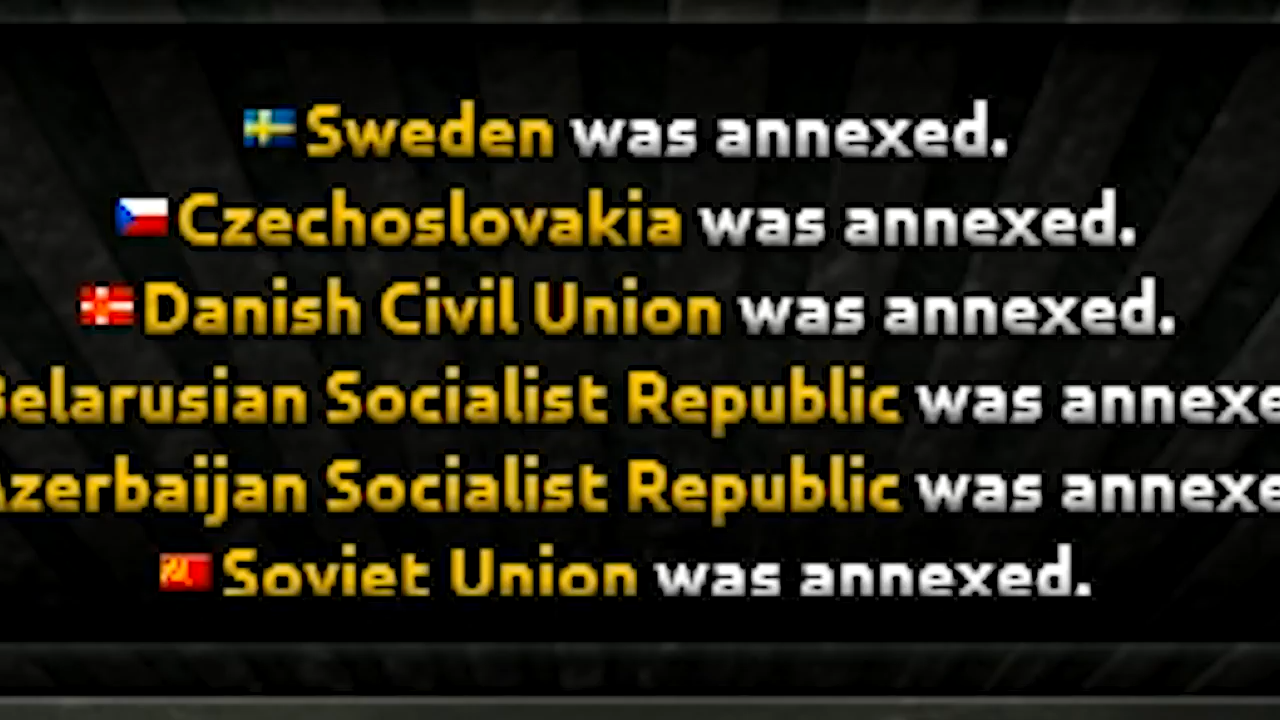 Sweden was annexed.
Czechoslovakia was annexed.
Danish Civil Union was annexed.
Belarusian Socialist Republic was annexe
Azerbaijan Socialist Republic was annexe
Soviet Union was annexed.